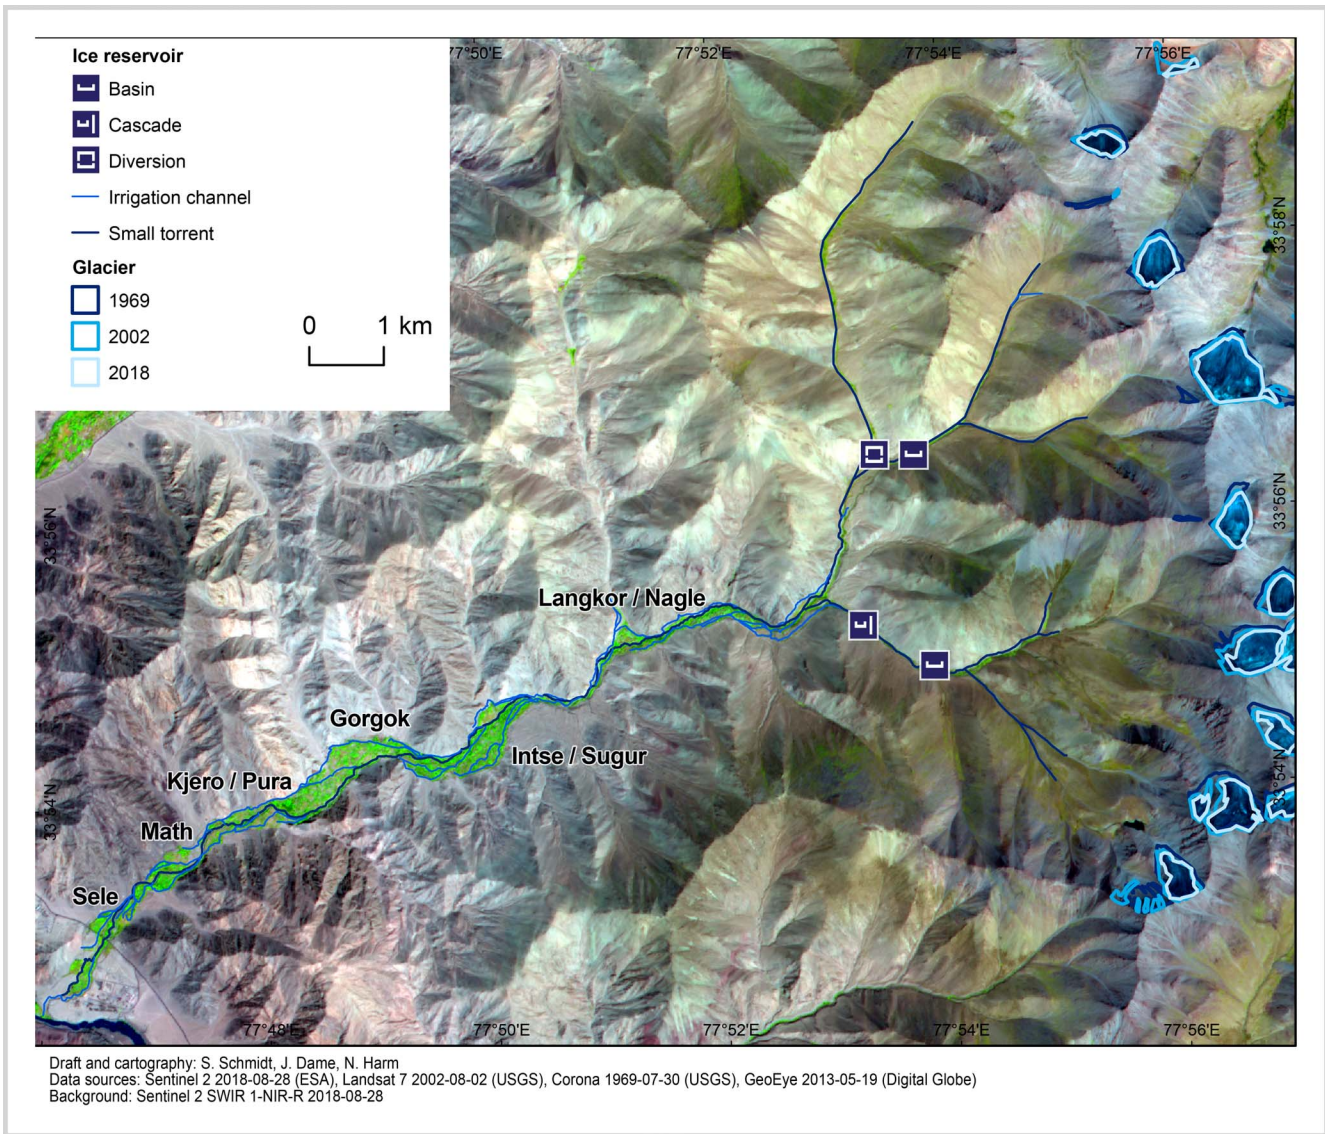 Ice reservoir
Basin
Cascade
Diversion
Irrigation channel
Small torrent
Glacier
1969
2002
2018
0 1 km
77°50'E 77°52'E 77°54'E 77°56'E
33°58'N
33°56'N 33°56'N
Langkor / Nagle
Gorgok
Intse / Sugur
Kjero / Pura
33°54'N 33°54'N
Math
Sele
77°48'E 77°50'E 77°52'E 77°54'E 77°56'E
Draft and cartography: S. Schmidt, J. Dame, N. Harm
Data sources: Sentinel 2 2018-08-28 (ESA), Landsat 7 2002-08-02 (USGS), Corona 1969-07-30 (USGS), GeoEye 2013-05-19 (Digital Globe)
Background: Sentinel 2 SWIR 1-NIR-R 2018-08-28